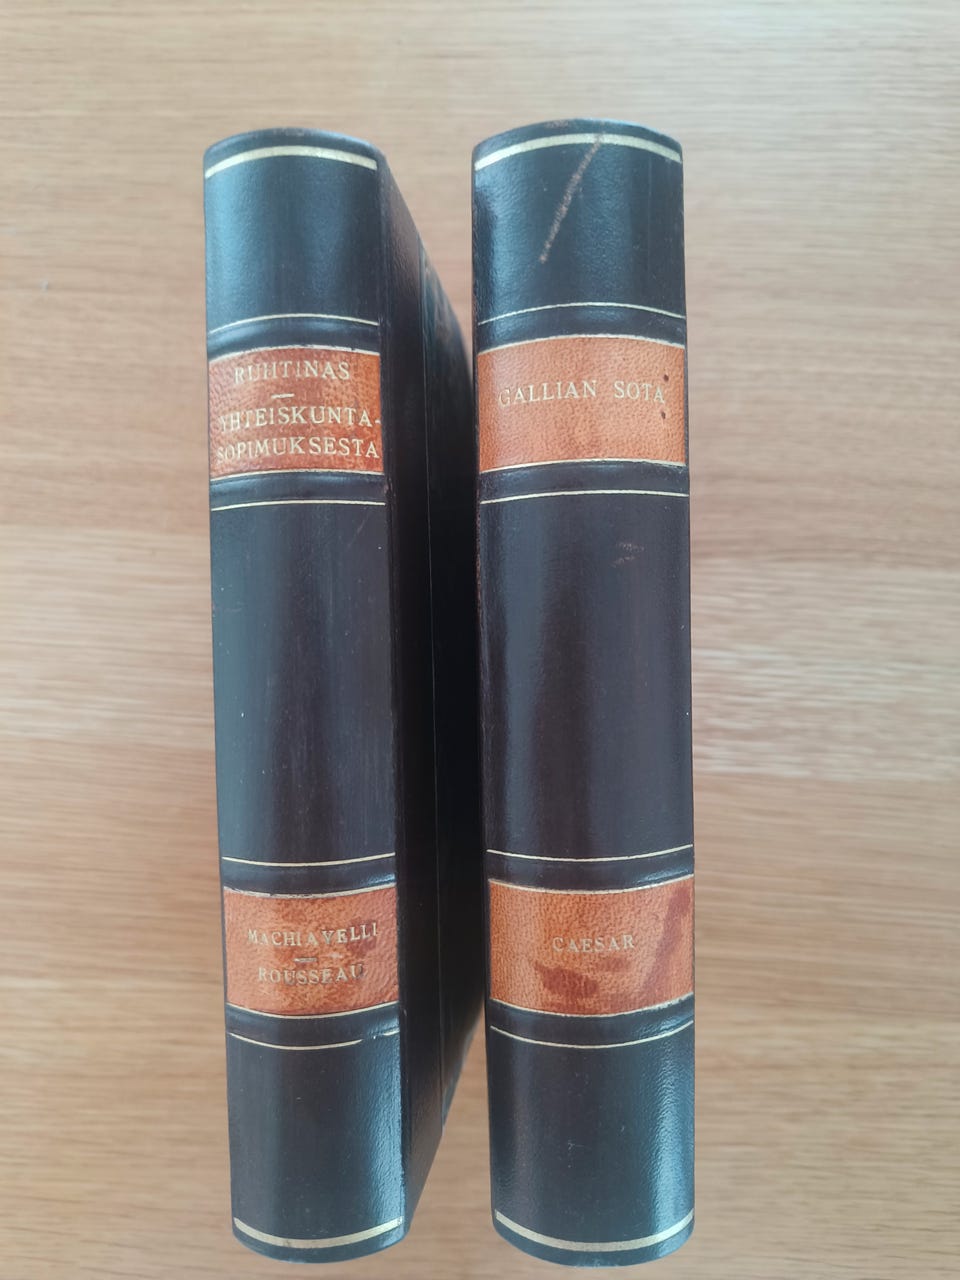 RUHTINAS
YHTEISKUNTA-
SOPIMUKSESTA
MACHIAVELLI
ROUSSEAU
GALLIAN SOTA
CAESAR